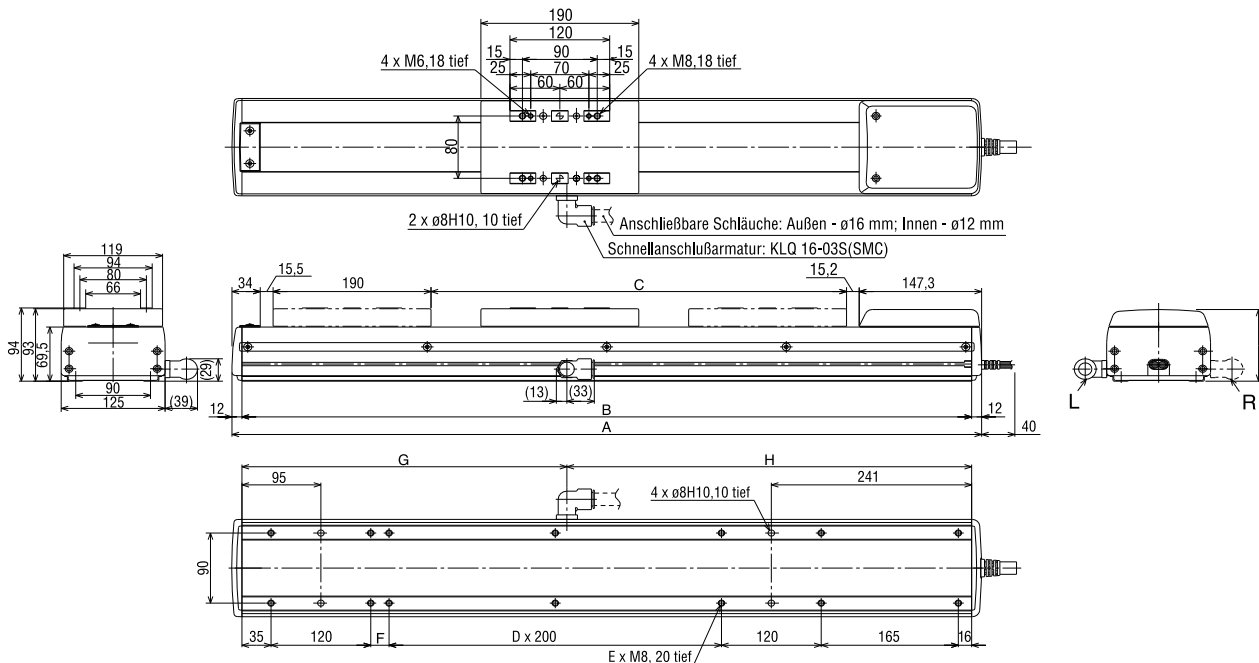 190
120
15 90 15
4 x M6,18 tief
25 70 25
4 x M8,18 tief
60 60
80
2 x ø8H10, 10 tief
Anschließbare Schläuche: Außen - ø16 mm; Innen - ø12 mm
Schnellanschlußarmatur: KLQ 16-03S(SMC)
119
94
80
66
94
93
69,5
(29)
90
125
(39)
34
15,5
190
C
15,2
147,3
(13)
(33)
12
B
12
A
40
L
R
G
H
95
4 x ø8H10,10 tief
241
90
35
120
F
D x 200
120
165
16
E x M8, 20 tief